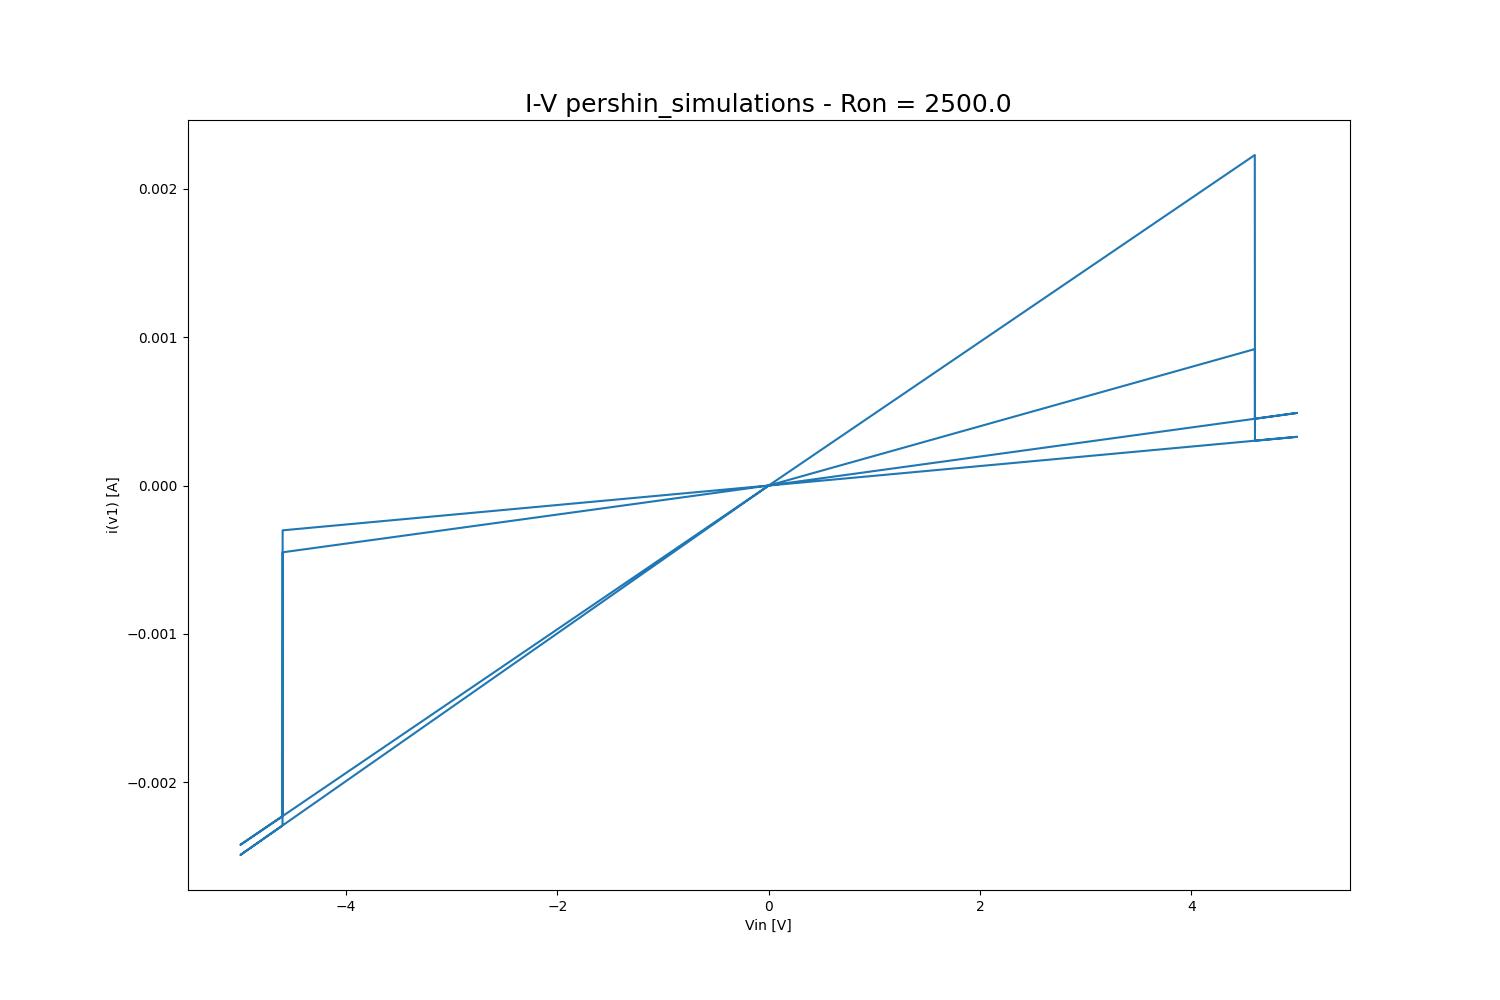 I-V pershin_simulations - Ron = 2500.0
0.002
0.001
0.000
−0.001
−0.002
i(v1) [A]
−4 −2 0 2 4
Vin [V]